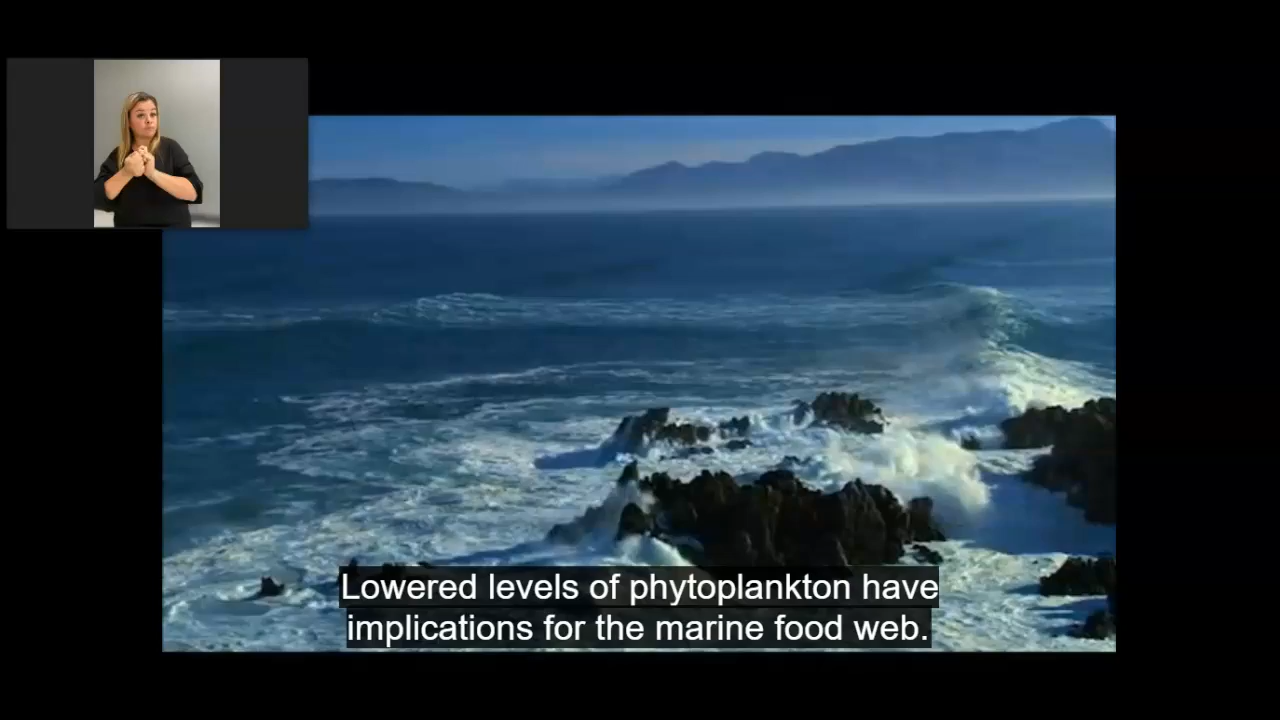 Lowered levels of phytoplankton have
implications for the marine food web.